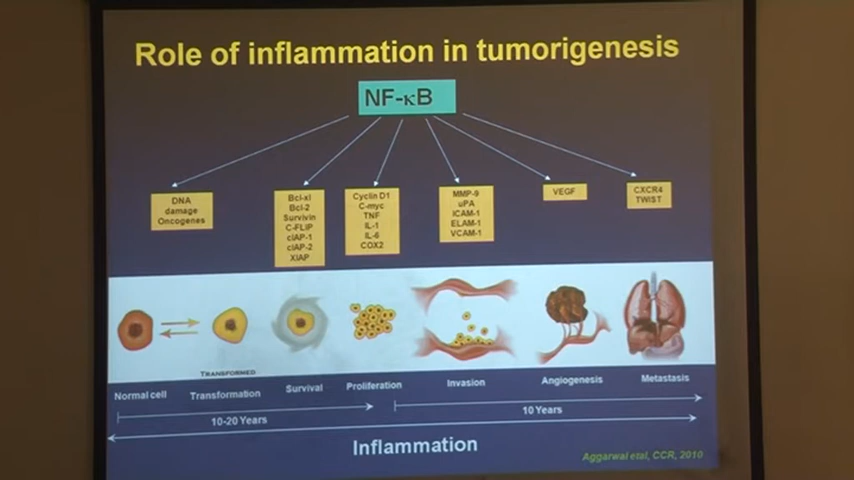 Role of inflammation in tumorigenesis
NF-κB
DNA
damage
Oncogenes
Bcl-xl
Bcl-2
Survivin
C-FLIP
cIAP-1
cIAP-2
XIAP
Cyclin D1
C-myc
TNF
IL-1
IL-6
COX2
MMP-9
uPA
ICAM-1
ELAM-1
VCAM-1
VEGF
CXCR4
TWIST
TRANSFORMED
Normal cell
Transformation
Survival
Proliferation
Invasion
Angiogenesis
Metastasis
10-20 Years
10 Years
Inflammation
Aggarwal etal, CCR, 2010